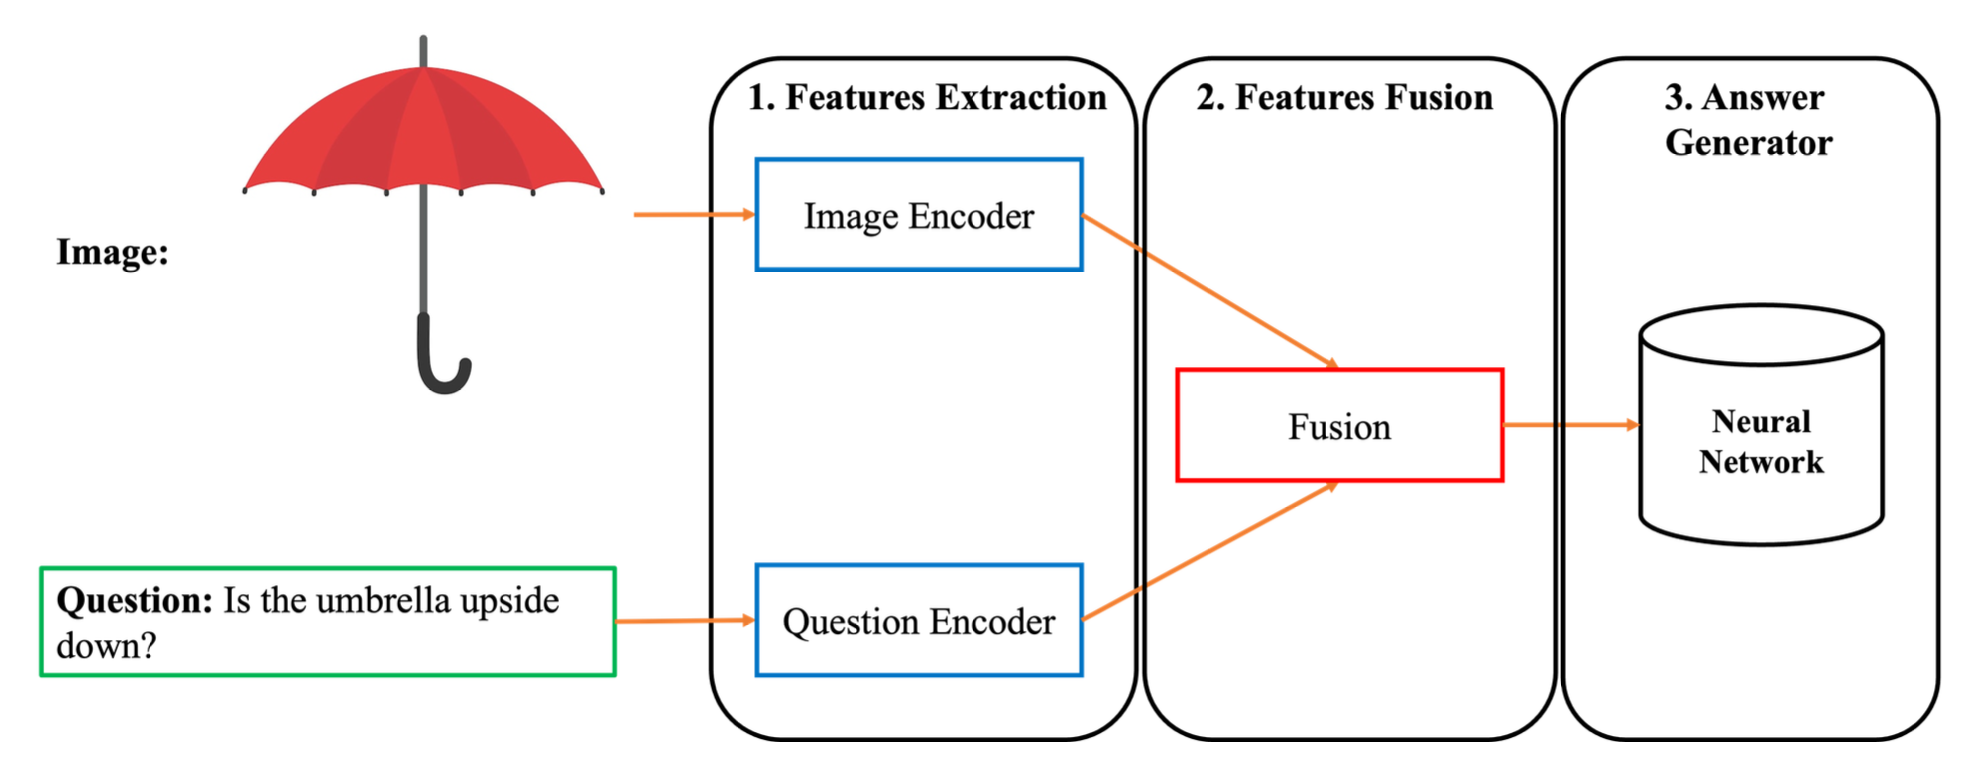 Image:
Question: Is the umbrella upside
down?
1. Features Extraction
Image Encoder
Question Encoder
2. Features Fusion
Fusion
3. Answer
Generator
Neural
Network